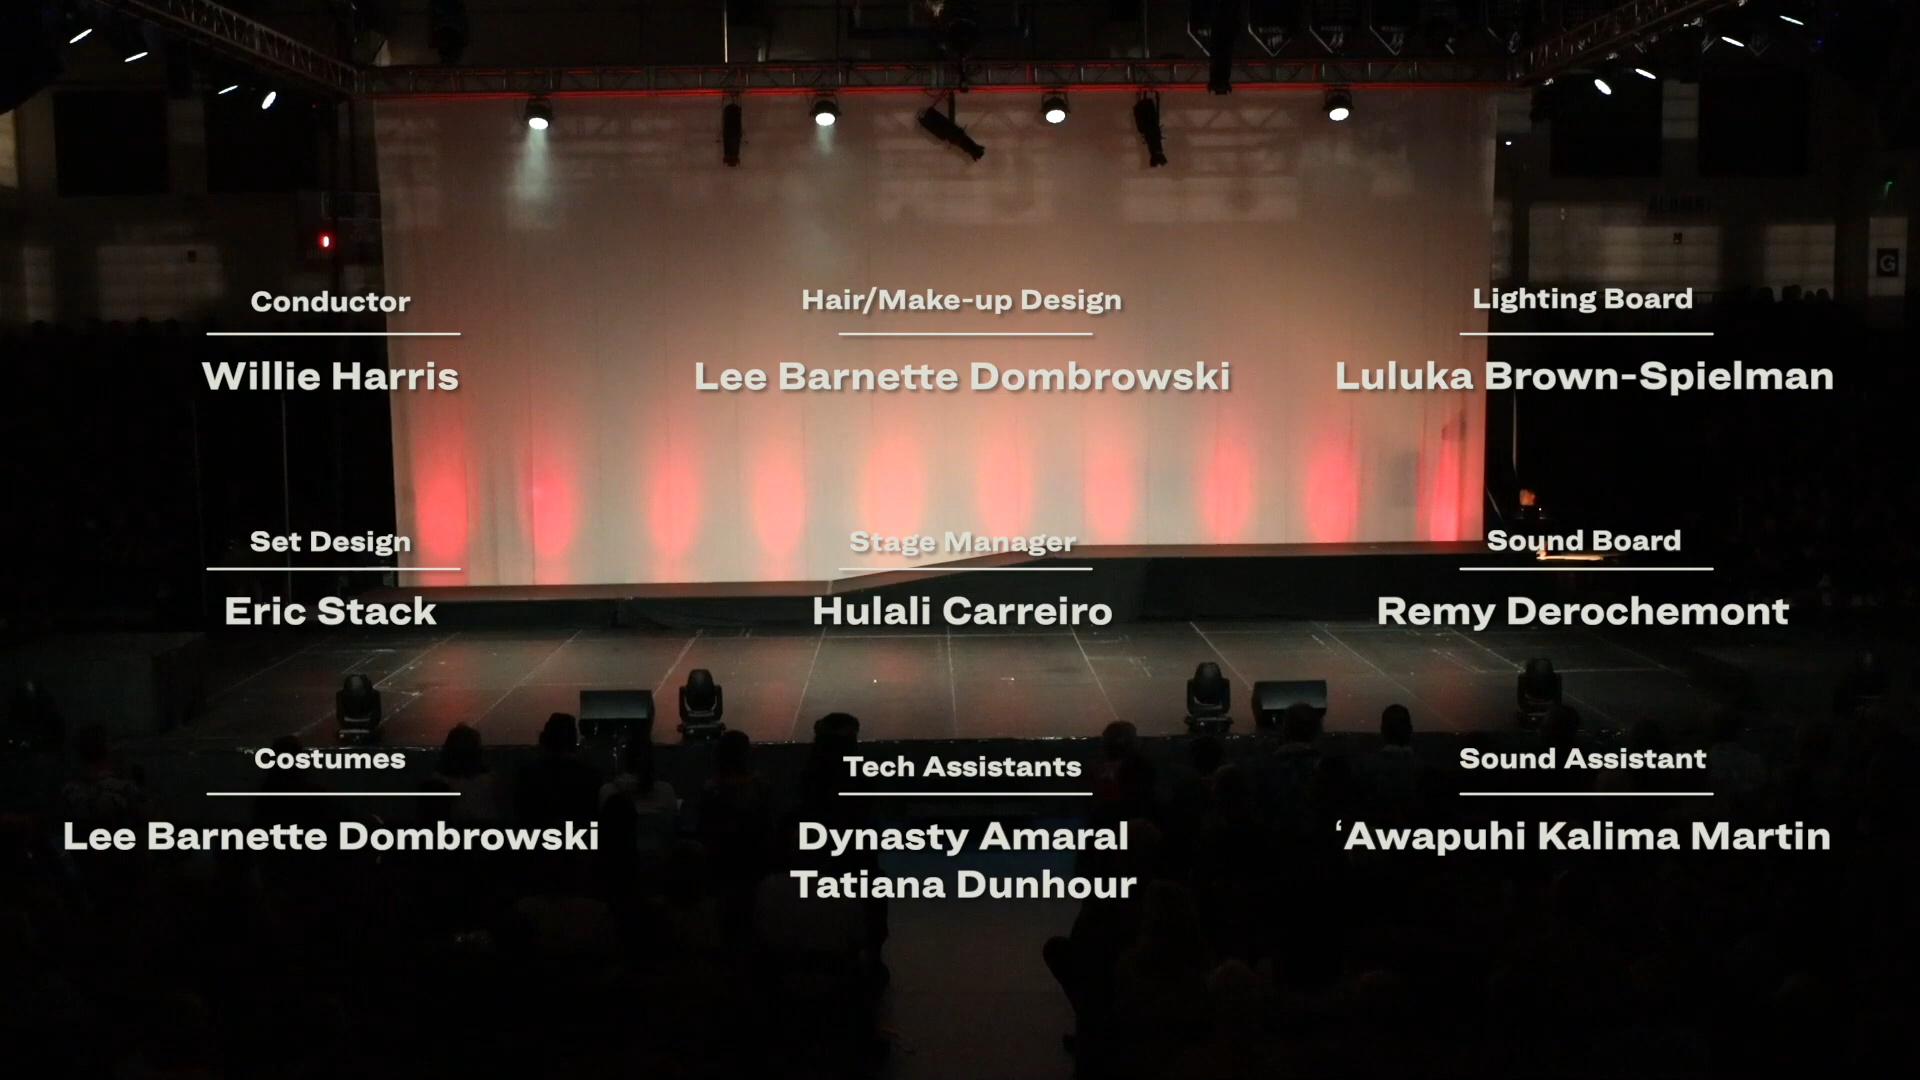 Conductor
Willie Harris
Hair/Make-up Design
Lee Barnette Dombrowski
Lighting Board
Luluka Brown-Spielman
Set Design
Eric Stack
Stage Manager
Hulali Carreiro
Sound Board
Remy Derochemont
Costumes
Lee Barnette Dombrowski
Tech Assistants
Dynasty Amaral
Tatiana Dunhour
Sound Assistant
ʻAwapuhi Kalima Martin
G